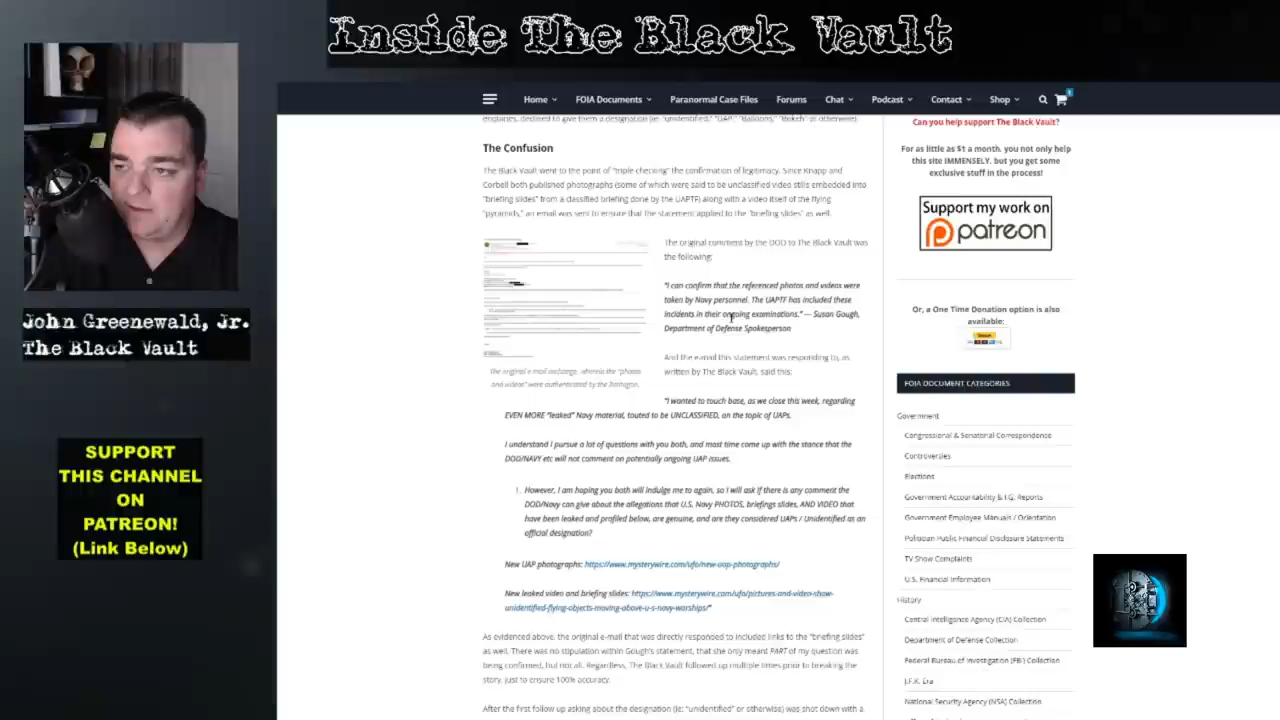 Inside The Black Vault
Home
FOIA Documents
Paranormal Case Files
Forums
Chat
Podcast
Contact
Shop
John Greenewald, Jr.
The Black Vault
SUPPORT
THIS CHANNEL
ON
PATREON!
(Link Below)
enquiries, declined to give them a designation (ie: "unidentified," "UAP," "Balloons," "Bokeh" or otherwise).
The Confusion
The Black Vault went to the point of "triple checking" the confirmation of legitimacy. Since Knapp and
Corbell both published photographs (some of which were said to be unclassified video stills embedded into
"briefing slides" from a classified briefing done by the UAPTF) along with a video itself of the flying
"pyramids," an email was sent to ensure that the statement applied to the "briefing slides" as well.
The original e-mail exchange, wherein the "photos
and videos" were authenticated by the Pentagon.
The original comment by the DOD to The Black Vault was
the following:
"I can confirm that the referenced photos and videos were
taken by Navy personnel. The UAPTF has included these
incidents in their ongoing examinations." — Susan Gough,
Department of Defense Spokesperson
And the e-mail this statement was responding to, as
written by The Black Vault, said this:
"I wanted to touch base, as we close this week, regarding
EVEN MORE "leaked" Navy material, touted to be UNCLASSIFIED, on the topic of UAPs.
I understand I pursue a lot of questions with you both, and most time come up with the stance that the
DOD/NAVY etc will not comment on potentially ongoing UAP issues.
1. However, I am hoping you both will indulge me to again, so I will ask if there is any comment the
DOD/Navy can give about the allegations that U.S. Navy PHOTOS, briefings slides, AND VIDEO that
have been leaked and profiled below, are genuine, and are they considered UAPs / Unidentified as an
official designation?
New UAP photographs: https://www.mysterywire.com/ufo/new-uap-photographs/
New leaked video and briefing slides: https://www.mysterywire.com/ufo/pictures-and-video-show-
unidentified-flying-objects-moving-above-u-s-navy-warships/"
As evidenced above, the original e-mail that was directly responded to included links to the "briefing slides"
as well. There was no stipulation within Gough's statement, that she only meant PART of my question was
being confirmed, but not all. Regardless, The Black Vault followed up multiple times prior to breaking the
story, just to ensure 100% accuracy.
After the first follow up asking about the designation (ie: "unidentified" or otherwise) was shot down with a
Can you help support The Black Vault?
For as little as $1 a month, you not only help
this site IMMENSELY, but you get some
exclusive stuff in the process!
Support my work on
patreon
Or, a One Time Donation option is also
available:
FOIA DOCUMENT CATEGORIES
Government
Congressional & Senatorial Correspondence
Controversies
Elections
Government Accountability & I.G. Reports
Government Employee Manuals / Orientation
Politician Public Financial Disclosure Statements
TV Show Complaints
U.S. Financial Information
History
Central Intelligence Agency (CIA) Collection
Department of Defense Collection
Federal Bureau of Investigation (FBI) Collection
J.F.K. Era
National Security Agency (NSA) Collection